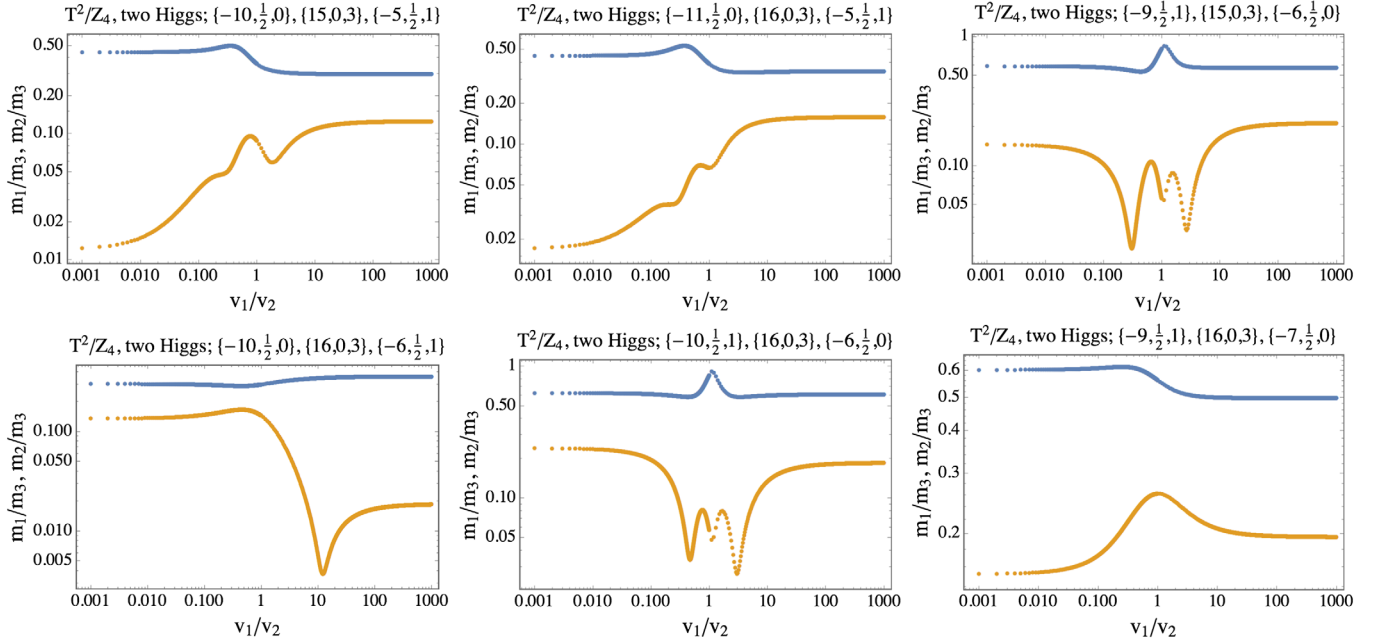 T²/Z₄, two Higgs; {−10,½,0}, {15,0,3}, {−5,½,1}
0.50
0.20
0.10
0.05
0.02
0.01
m₁/m₃, m₂/m₃
0.001 0.010 0.100 1 10 100 1000
v₁/v₂
T²/Z₄, two Higgs; {−11,½,0}, {16,0,3}, {−5,½,1}
0.50
0.20
0.10
0.05
0.02
m₁/m₃, m₂/m₃
0.001 0.010 0.100 1 10 100 1000
v₁/v₂
T²/Z₄, two Higgs; {−9,½,1}, {15,0,3}, {−6,½,0}
1
0.50
0.10
0.05
m₁/m₃, m₂/m₃
0.001 0.010 0.100 1 10 100 1000
v₁/v₂
T²/Z₄, two Higgs; {−10,½,0}, {16,0,3}, {−6,½,1}
0.100
0.050
0.010
0.005
m₁/m₃, m₂/m₃
0.001 0.010 0.100 1 10 100 1000
v₁/v₂
T²/Z₄, two Higgs; {−10,½,1}, {16,0,3}, {−6,½,0}
1
0.50
0.10
0.05
m₁/m₃, m₂/m₃
0.001 0.010 0.100 1 10 100 1000
v₁/v₂
T²/Z₄, two Higgs; {−9,½,1}, {16,0,3}, {−7,½,0}
0.6
0.5
0.4
0.3
0.2
m₁/m₃, m₂/m₃
0.001 0.010 0.100 1 10 100 1000
v₁/v₂